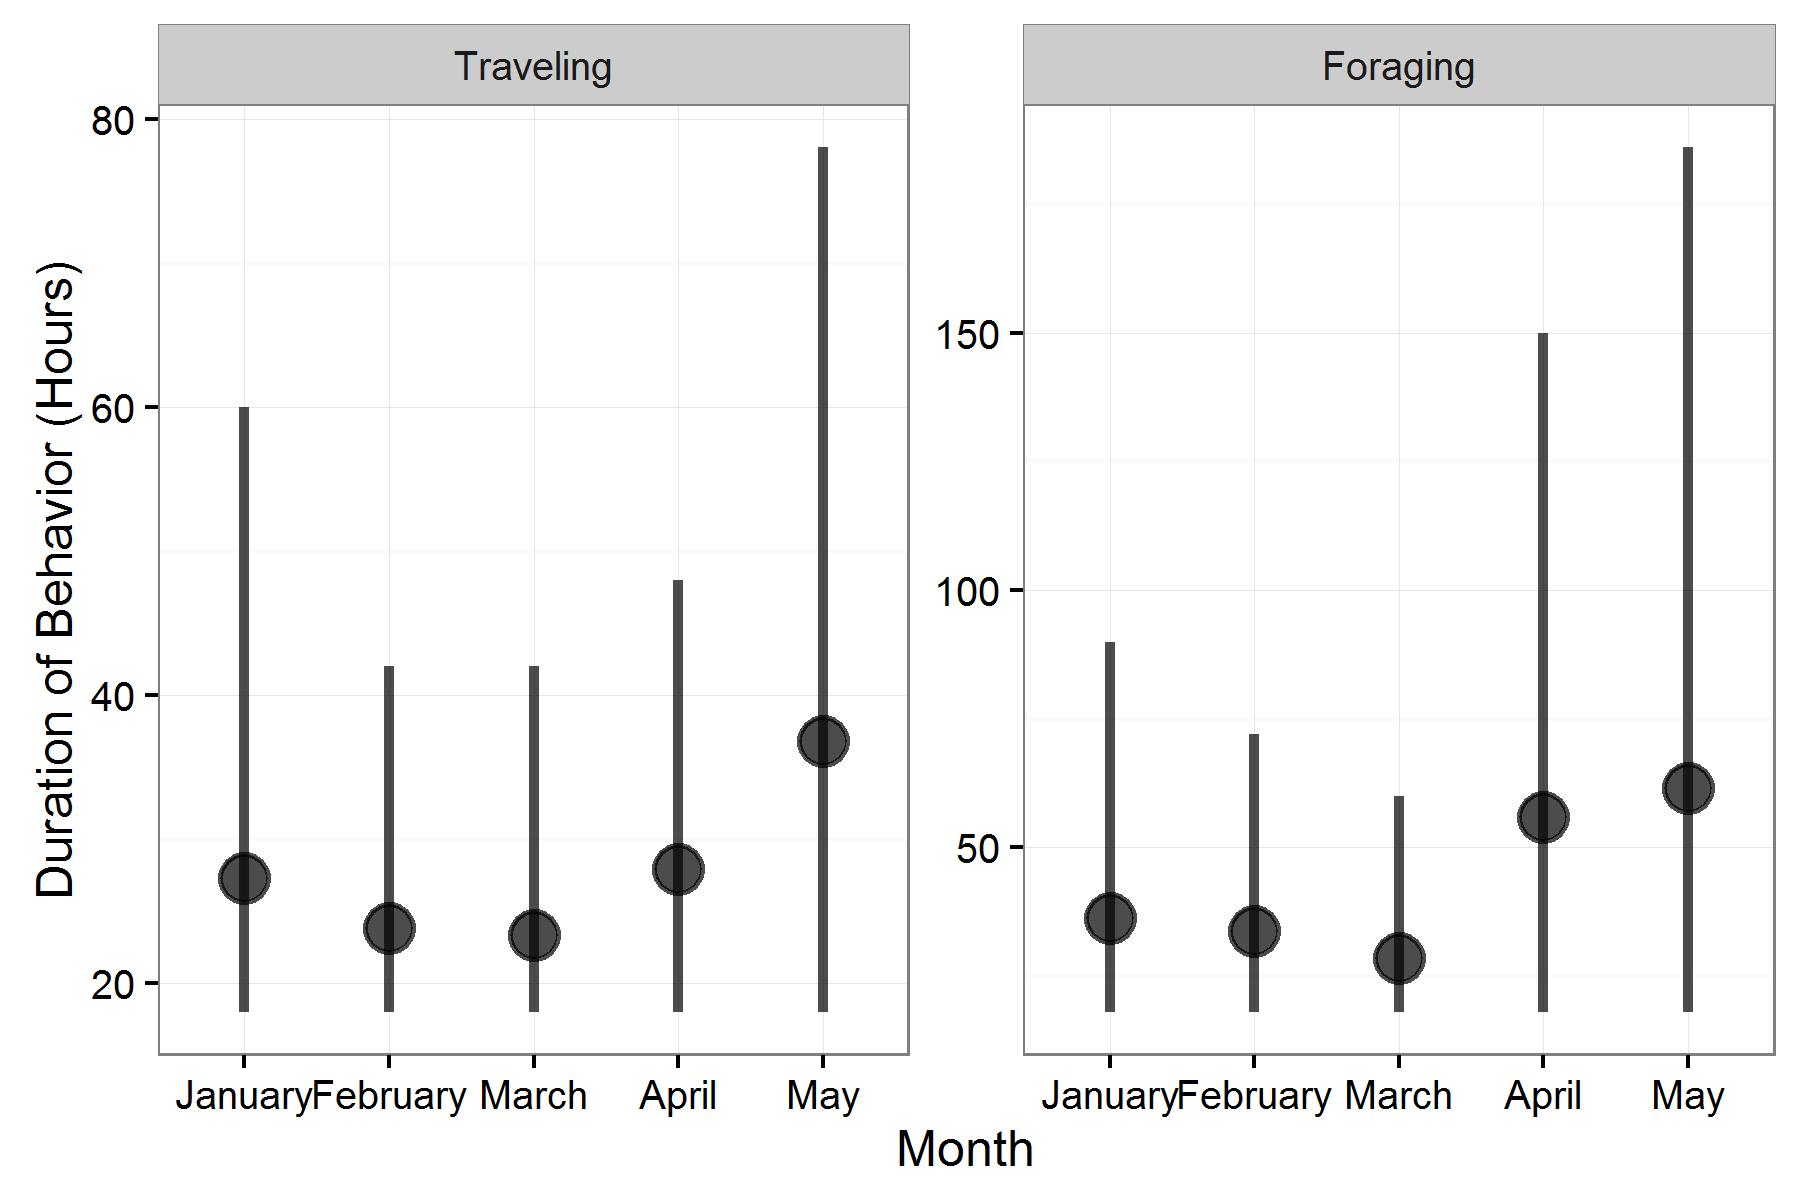 Traveling
Foraging
Duration of Behavior (Hours)
80
60
40
20
150
100
50
January February March April May
January February March April May
Month